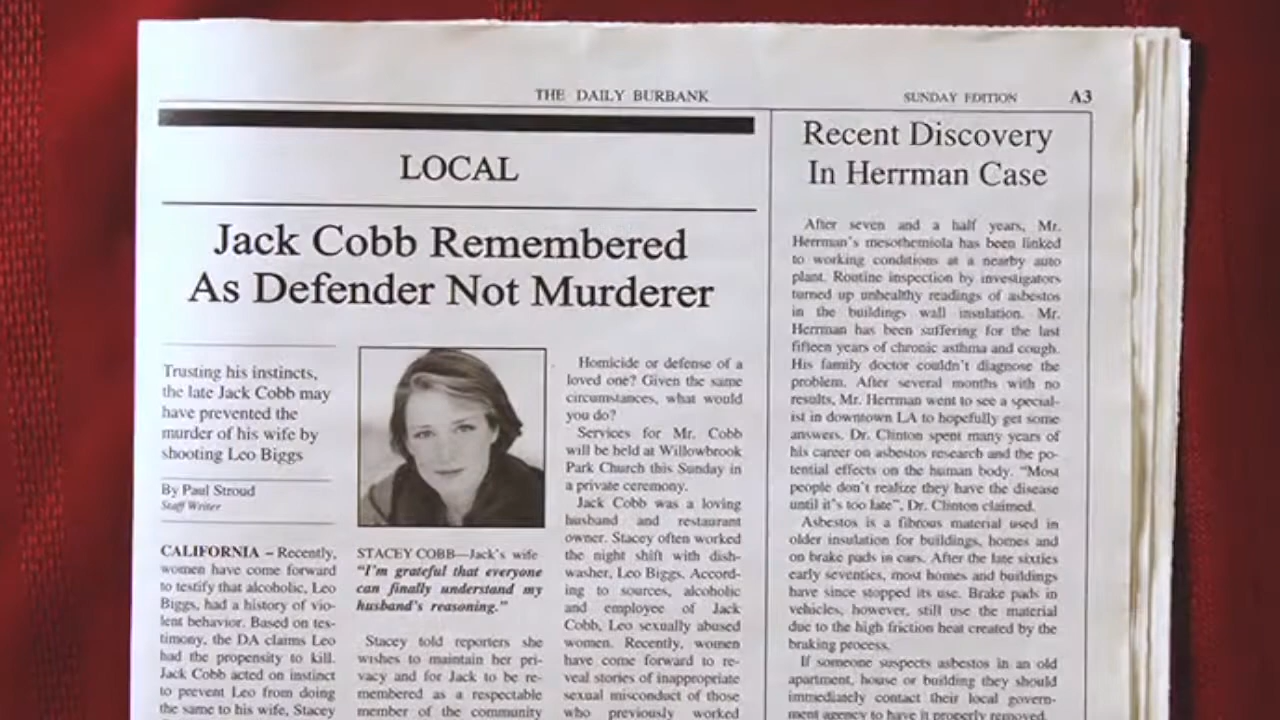 THE DAILY BURBANK
SUNDAY EDITION
A3
LOCAL
Jack Cobb Remembered
As Defender Not Murderer
Trusting his instincts,
the late Jack Cobb may
have prevented the
murder of his wife by
shooting Leo Biggs
By Paul Stroud
Staff Writer
CALIFORNIA – Recently,
women have come forward
to testify that alcoholic, Leo
Biggs, had a history of vio-
lent behavior. Based on tes-
timony, the DA claims Leo
had the propensity to kill.
Jack Cobb acted on instinct
to prevent Leo from doing
the same to his wife, Stacey
STACEY COBB—Jack's wife
“I'm grateful that everyone
can finally understand my
husband's reasoning.”
Stacey told reporters she
wishes to maintain her pri-
vacy and for Jack to be re-
membered as a respectable
member of the community
Homicide or defense of a
loved one? Given the same
circumstances, what would
you do?
Services for Mr. Cobb
will be held at Willowbrook
Park Church this Sunday in
a private ceremony.
Jack Cobb was a loving
husband and restaurant
owner. Stacey often worked
the night shift with dish-
washer, Leo Biggs. Accord-
ing to sources, alcoholic
and employee of Jack
Cobb, Leo sexually abused
women. Recently, women
have come forward to re-
veal stories of inappropriate
sexual misconduct of those
who previously worked
Recent Discovery
In Herrman Case
After seven and a half years, Mr.
Herrman's mesothemiola has been linked
to working conditions at a nearby auto
plant. Routine inspection by investigators
turned up unhealthy readings of asbestos
in the buildings wall insulation. Mr.
Herrman has been suffering for the last
fifteen years of chronic asthma and cough.
His family doctor couldn't diagnose the
problem. After several months with no
results, Mr. Herrman went to see a special-
ist in downtown LA to hopefully get some
answers. Dr. Clinton spent many years of
his career on asbestos research and the po-
tential effects on the human body. “Most
people don't realize they have the disease
until it's too late”, Dr. Clinton claimed.
Asbestos is a fibrous material used in
older insulation for buildings, homes and
on brake pads in cars. After the late sixties
early seventies, most homes and buildings
have since stopped its use. Brake pads in
vehicles, however, still use the material
due to the high friction heat created by the
braking process.
If someone suspects asbestos in an old
apartment, house or building they should
immediately contact their local govern-
ment agency to have it properly removed.